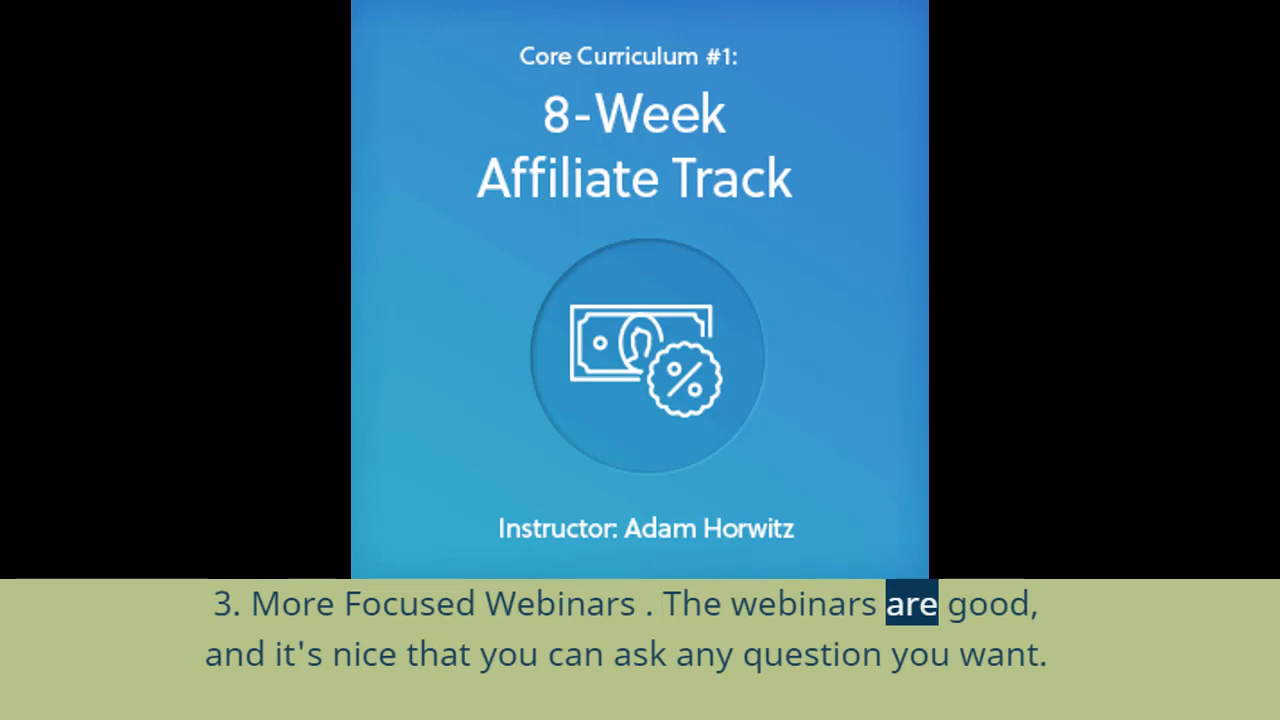 Core Curriculum #1:
8-Week
Affiliate Track
%
Instructor: Adam Horwitz
3. More Focused Webinars . The webinars are good,
and it's nice that you can ask any question you want.